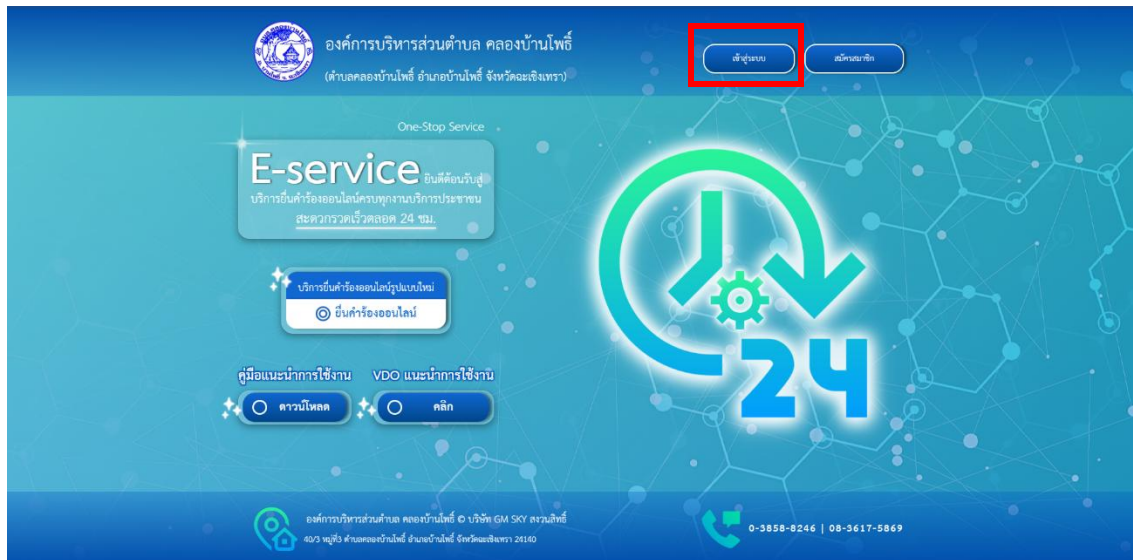 องค์การบริหารส่วนตำบล คลองบ้านโพธิ์
(ตำบลคลองบ้านโพธิ์ อำเภอบ้านโพธิ์ จังหวัดฉะเชิงเทรา)
เข้าสู่ระบบ
สมัครสมาชิก
One-Stop Service
E-service ยินดีต้อนรับสู่
บริการยื่นคำร้องออนไลน์ครบทุกงานบริการประชาชน
สะดวกรวดเร็วตลอด 24 ชม.
บริการยื่นคำร้องออนไลน์รูปแบบใหม่
ยื่นคำร้องออนไลน์
คู่มือแนะนำการใช้งาน
VDO แนะนำการใช้งาน
ดาวน์โหลด
คลิก
24
องค์การบริหารส่วนตำบล คลองบ้านโพธิ์ © บริษัท GM SKY สงวนสิทธิ์
40/3 หมู่ที่3 ตำบลคลองบ้านโพธิ์ อำเภอบ้านโพธิ์ จังหวัดฉะเชิงเทรา 24140
0-3858-8246 | 08-3617-5869